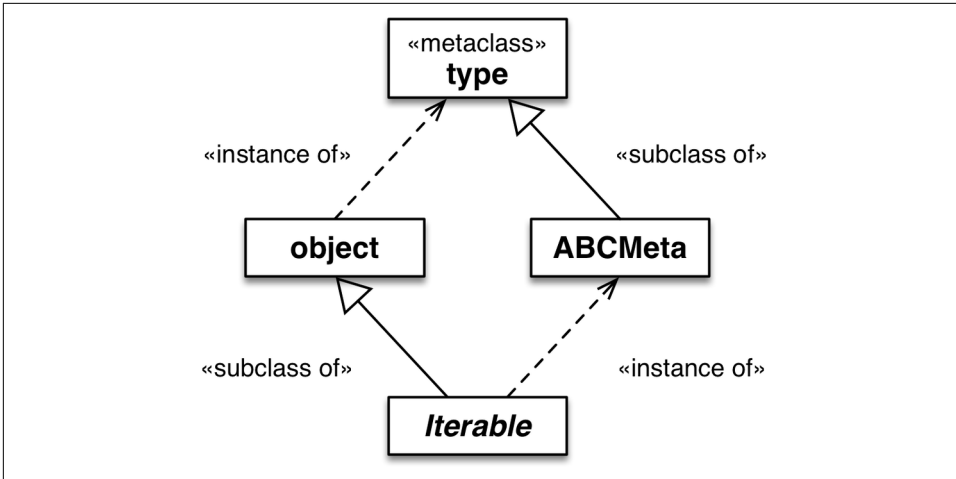 «metaclass»
type
«instance of»
«subclass of»
object
ABCMeta
«subclass of»
«instance of»
Iterable